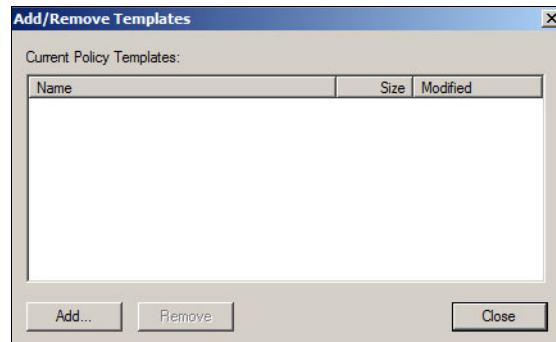 Add/Remove Templates
Current Policy Templates:
Name Size Modified
Add... Remove Close